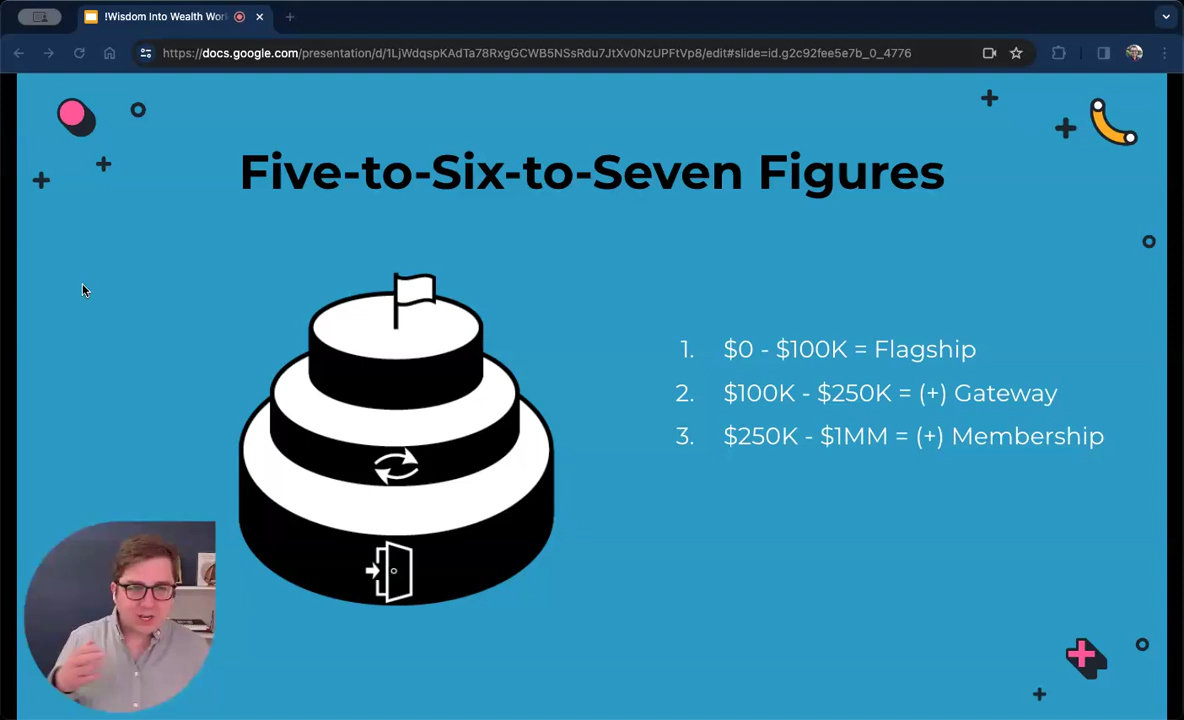 !Wisdom Into Wealth Wor
https://docs.google.com/presentation/d/1LjWdqspKAdTa78RxgGCWB5NSsRdu7JtXv0NzUPFtVp8/edit#slide=id.g2c92fee5e7b_0_4776
Five-to-Six-to-Seven Figures
1. $0 - $100K = Flagship
2. $100K - $250K = (+) Gateway
3. $250K - $1MM = (+) Membership